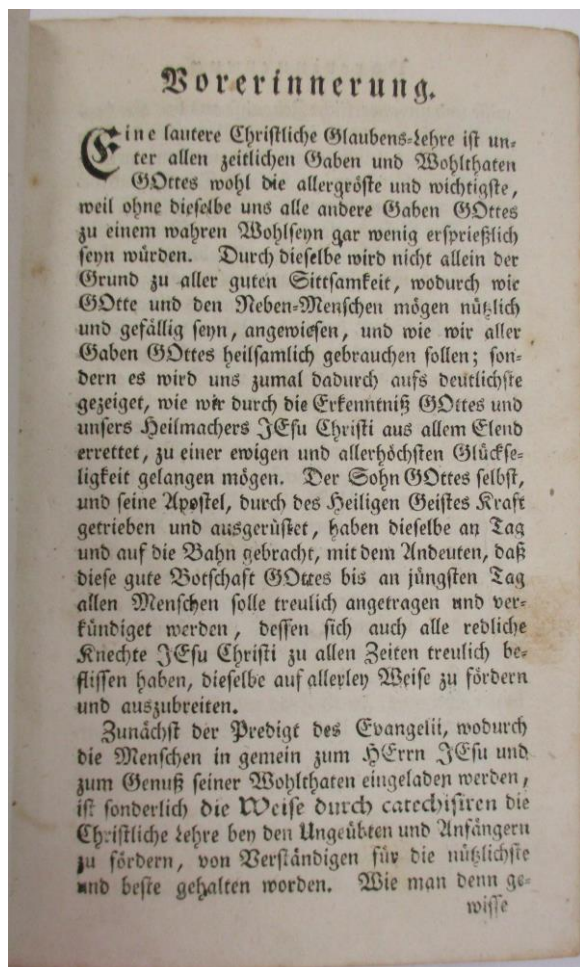 Vorerinnerung.
Eine lautere Christliche Glaubens-Lehre ist un-
ter allen zeitlichen Gaben und Wohlthaten
GOttes wohl die allergröste und wichtigste,
weil ohne dieselbe uns alle andere Gaben GOttes
zu einem wahren Wohlseyn gar wenig ersprießlich
seyn würden. Durch dieselbe wird nicht allein der
Grund zu aller guten Sittsamkeit, wodurch wir
GOtte und den Neben-Menschen mögen nützlich
und gefällig seyn, angewiesen, und wie wir aller
Gaben GOttes heilsamlich gebrauchen sollen; son-
dern es wird uns zumal dadurch aufs deutlichste
gezeiget, wie wir durch die Erkenntniß GOttes und
unsers Heilmachers JEsu Christi aus allem Elend
errettet, zu einer ewigen und allerhöchsten Glückse-
ligkeit gelangen mögen. Der Sohn GOttes selbst,
und seine Apostel, durch des Heiligen Geistes Kraft
getrieben und ausgerüstet, haben dieselbe an Tag
und auf die Bahn gebracht, mit dem Andeuten, daß
diese gute Botschaft GOttes bis an jüngsten Tag
allen Menschen solle treulich angetragen und ver-
kündiget werden, dessen sich auch alle redliche
Knechte JEsu Christi zu allen Zeiten treulich be-
flissen haben, dieselbe auf allerley Weise zu fördern
und auszubreiten.
Zunächst der Predigt des Evangelii, wodurch
die Menschen in gemein zum HErrn JEsu und
zum Genuß seiner Wohlthaten eingeladen werden,
ist sonderlich die Weise durch catechisiren die
Christliche Lehre bey den Ungeübten und Anfängern
zu fördern, von Verständigen für die nützlichste
und beste gehalten worden. Wie man denn ge-
wisse